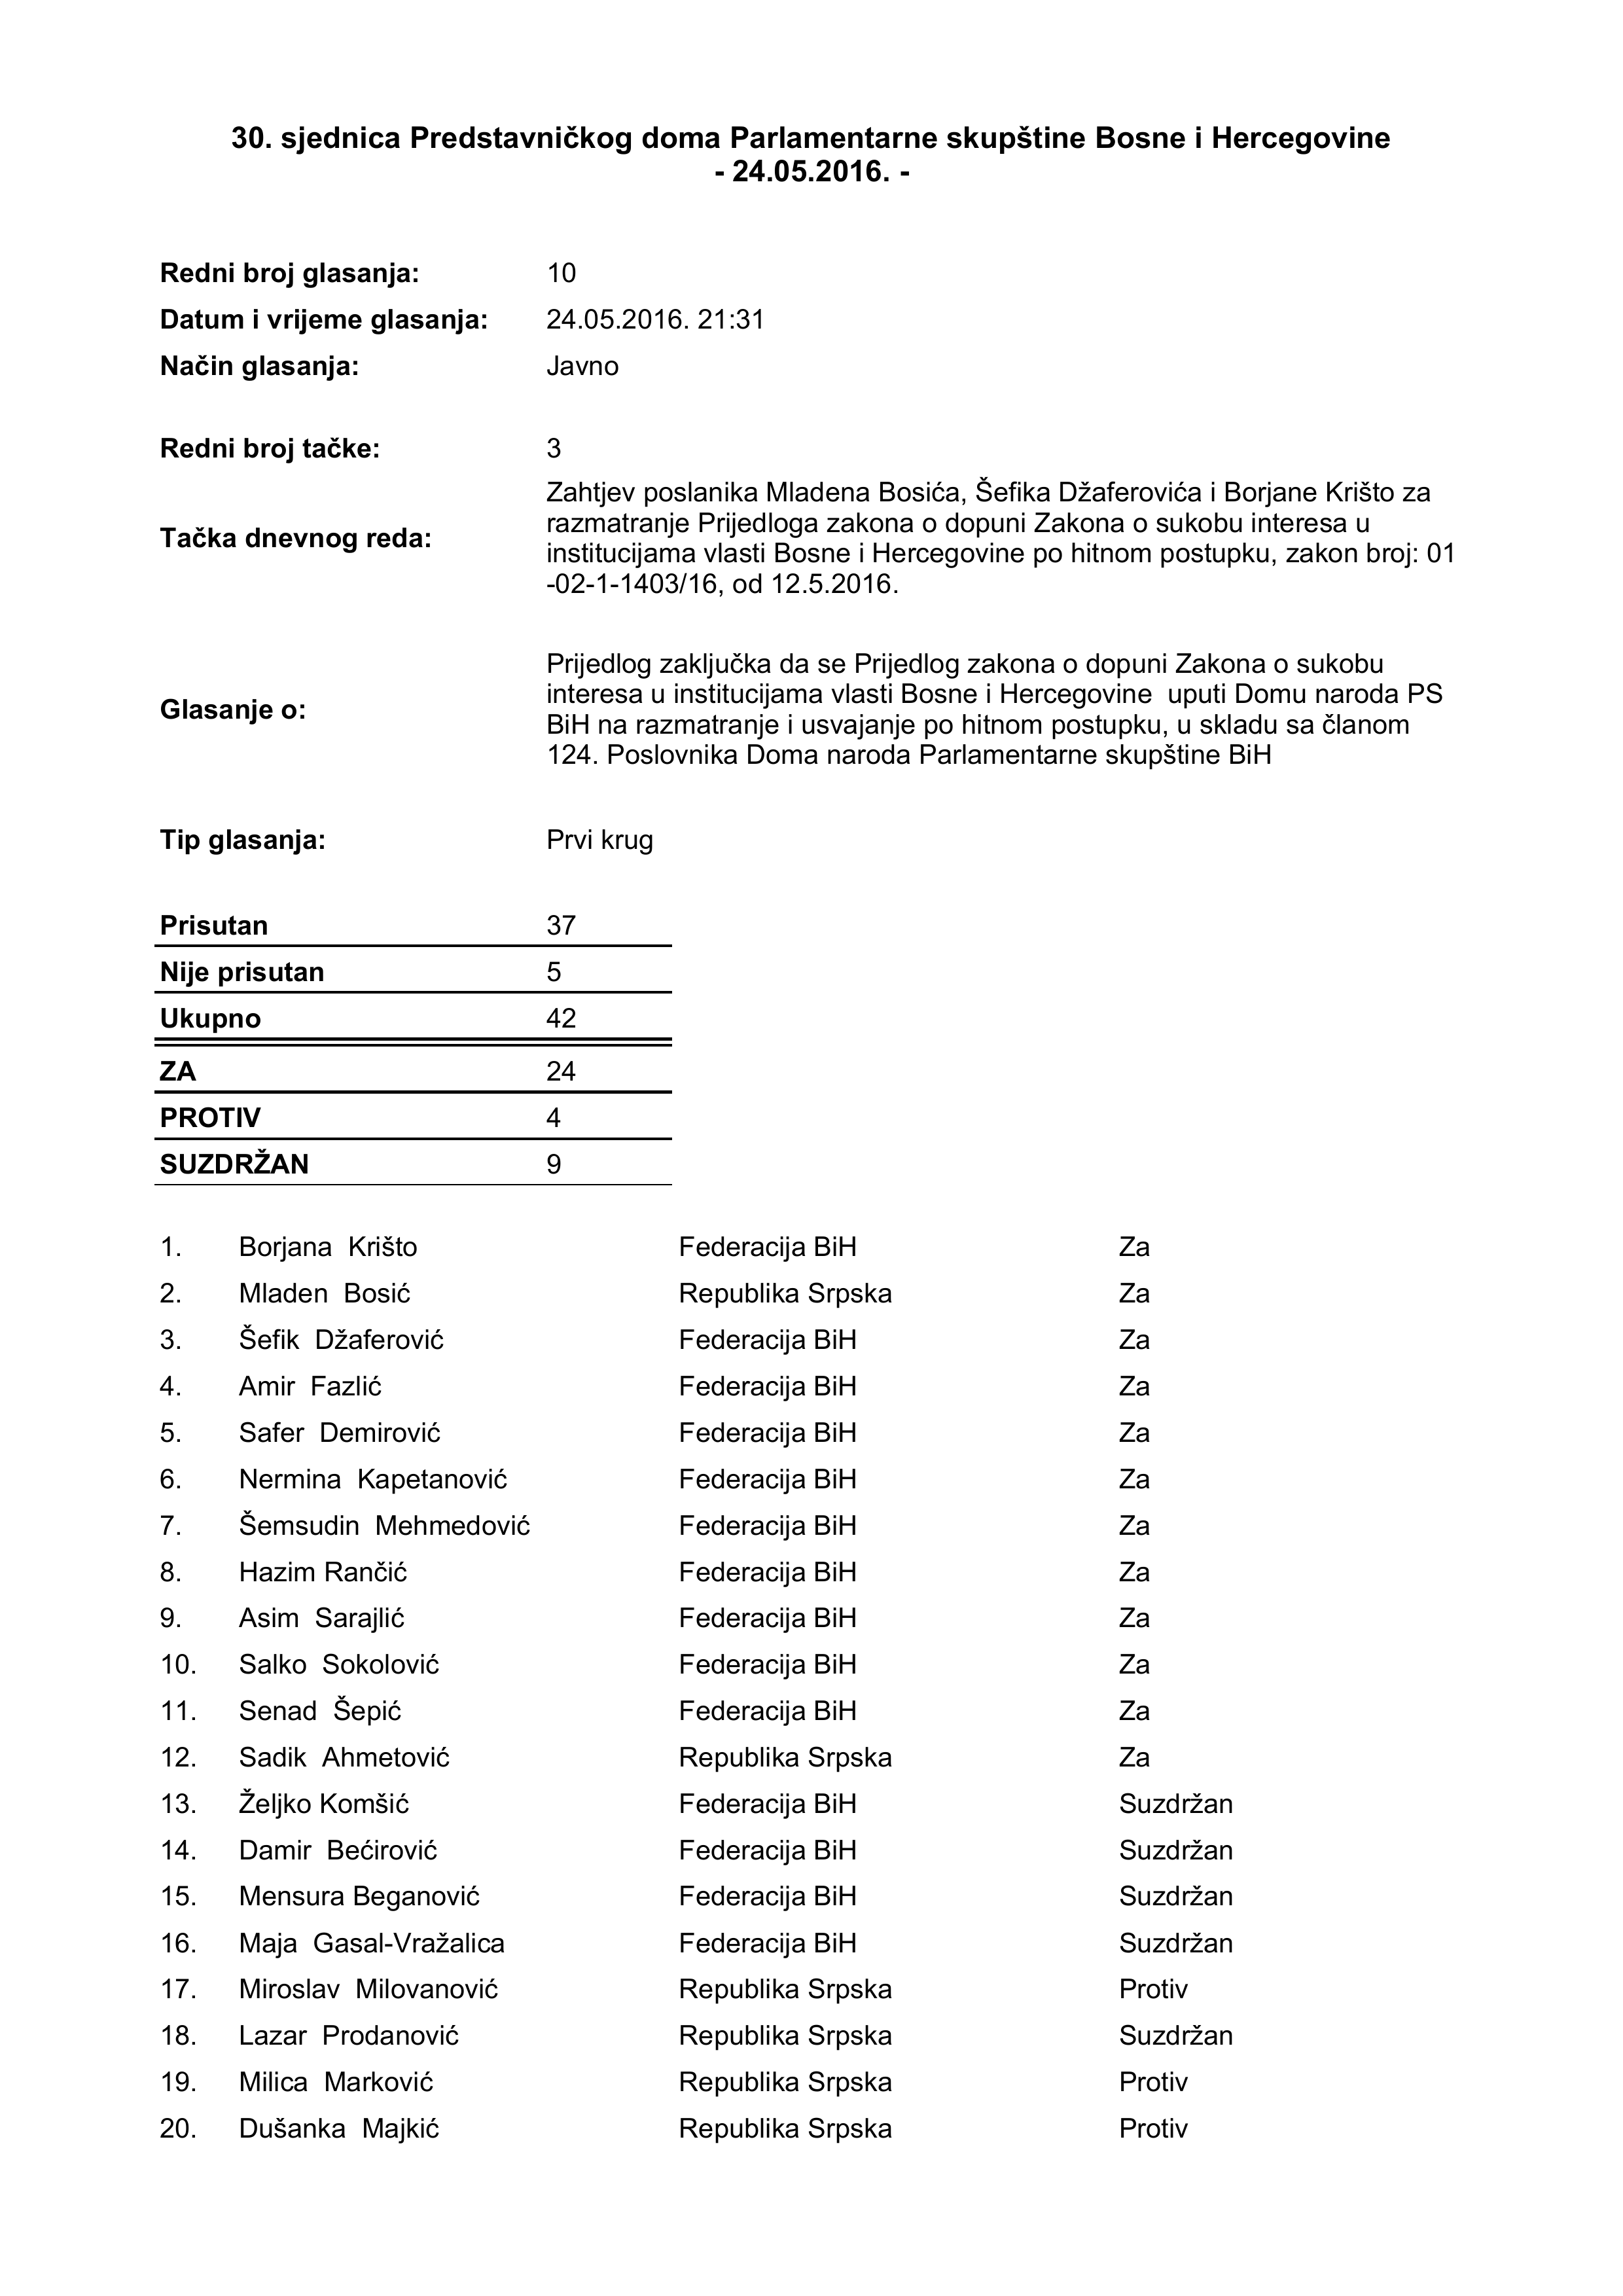 30. sjednica Predstavničkog doma Parlamentarne skupštine Bosne i Hercegovine
- 24.05.2016. -
Redni broj glasanja: 10
Datum i vrijeme glasanja: 24.05.2016. 21:31
Način glasanja: Javno
Redni broj tačke: 3
Tačka dnevnog reda: Zahtjev poslanika Mladena Bosića, Šefika Džaferovića i Borjane Krišto za
razmatranje Prijedloga zakona o dopuni Zakona o sukobu interesa u
institucijama vlasti Bosne i Hercegovine po hitnom postupku, zakon broj: 01
-02-1-1403/16, od 12.5.2016.
Glasanje o: Prijedlog zaključka da se Prijedlog zakona o dopuni Zakona o sukobu
interesa u institucijama vlasti Bosne i Hercegovine uputi Domu naroda PS
BiH na razmatranje i usvajanje po hitnom postupku, u skladu sa članom
124. Poslovnika Doma naroda Parlamentarne skupštine BiH
Tip glasanja: Prvi krug
Prisutan 37
Nije prisutan 5
Ukupno 42
ZA 24
PROTIV 4
SUZDRŽAN 9
1. Borjana Krišto Federacija BiH Za
2. Mladen Bosić Republika Srpska Za
3. Šefik Džaferović Federacija BiH Za
4. Amir Fazlić Federacija BiH Za
5. Safer Demirović Federacija BiH Za
6. Nermina Kapetanović Federacija BiH Za
7. Šemsudin Mehmedović Federacija BiH Za
8. Hazim Rančić Federacija BiH Za
9. Asim Sarajlić Federacija BiH Za
10. Salko Sokolović Federacija BiH Za
11. Senad Šepić Federacija BiH Za
12. Sadik Ahmetović Republika Srpska Za
13. Željko Komšić Federacija BiH Suzdržan
14. Damir Bećirović Federacija BiH Suzdržan
15. Mensura Beganović Federacija BiH Suzdržan
16. Maja Gasal-Vražalica Federacija BiH Suzdržan
17. Miroslav Milovanović Republika Srpska Protiv
18. Lazar Prodanović Republika Srpska Suzdržan
19. Milica Marković Republika Srpska Protiv
20. Dušanka Majkić Republika Srpska Protiv